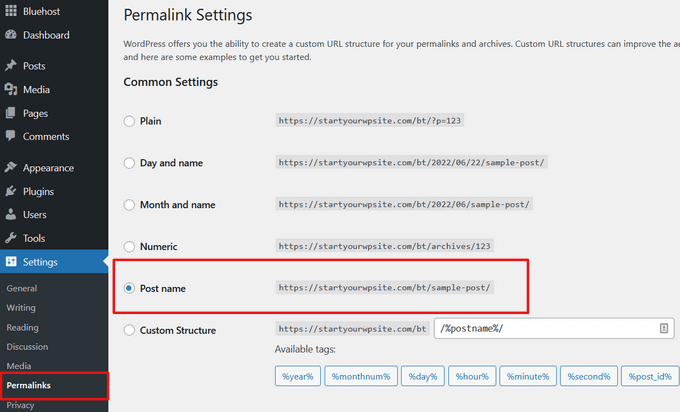 Bluehost
Dashboard
Posts
Media
Pages
Comments
Appearance
Plugins
Users
Tools
Settings
General
Writing
Reading
Discussion
Media
Permalinks
Privacy
Permalink Settings
WordPress offers you the ability to create a custom URL structure for your permalinks and archives. Custom URL structures can improve the ae
and here are some examples to get you started.
Common Settings
Plain https://startyourwpsite.com/bt/?p=123
Day and name https://startyourwpsite.com/bt/2022/06/22/sample-post/
Month and name https://startyourwpsite.com/bt/2022/06/sample-post/
Numeric https://startyourwpsite.com/bt/archives/123
Post name https://startyourwpsite.com/bt/sample-post/
Custom Structure https://startyourwpsite.com/bt /%postname%/
Available tags:
%year% %monthnum% %day% %hour% %minute% %second% %post_id%